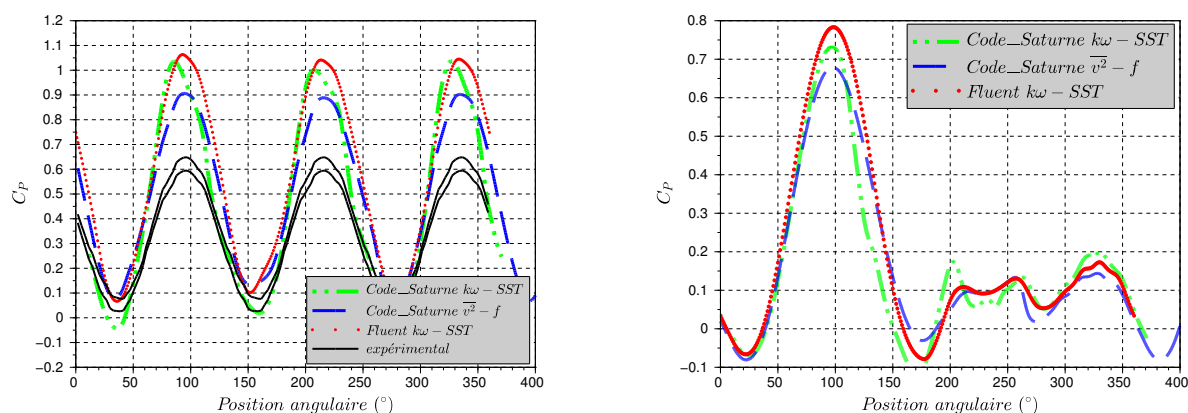 1.2
1.1
1
0.9
0.8
0.7
0.6
0.5
0.4
0.3
0.2
0.1
0
−0.1
−0.2
C_P
0 50 100 150 200 250 300 350 400
Position angulaire (°)
Code_Saturne kω − SST
Code_Saturne v² − f
Fluent kω − SST
expérimental
0.8
0.7
0.6
0.5
0.4
0.3
0.2
0.1
0
−0.1
C_P
0 50 100 150 200 250 300 350 400
Position angulaire (°)
Code_Saturne kω − SST
Code_Saturne v² − f
Fluent kω − SST